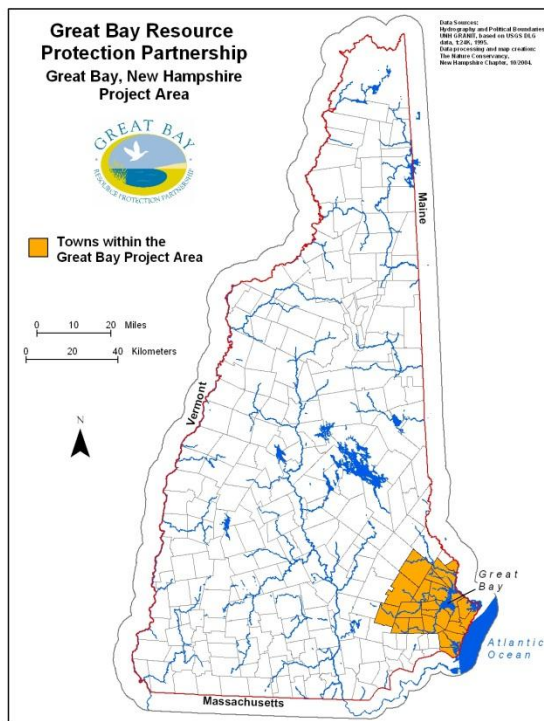 Great Bay Resource
Protection Partnership
Great Bay, New Hampshire
Project Area
Data Sources:
Hydrography and Political Boundaries
UNH GRANIT, based on USGS DLG
data, 1:24K, 1995.
Data processing and map creation:
The Nature Conservancy,
New Hampshire Chapter, 10/2004.
GREAT BAY
RESOURCE PROTECTION PARTNERSHIP
Towns within the
Great Bay Project Area
0 10 20 Miles
0 20 40 Kilometers
N
Maine
Vermont
Great
Bay
Atlantic
Ocean
Massachusetts